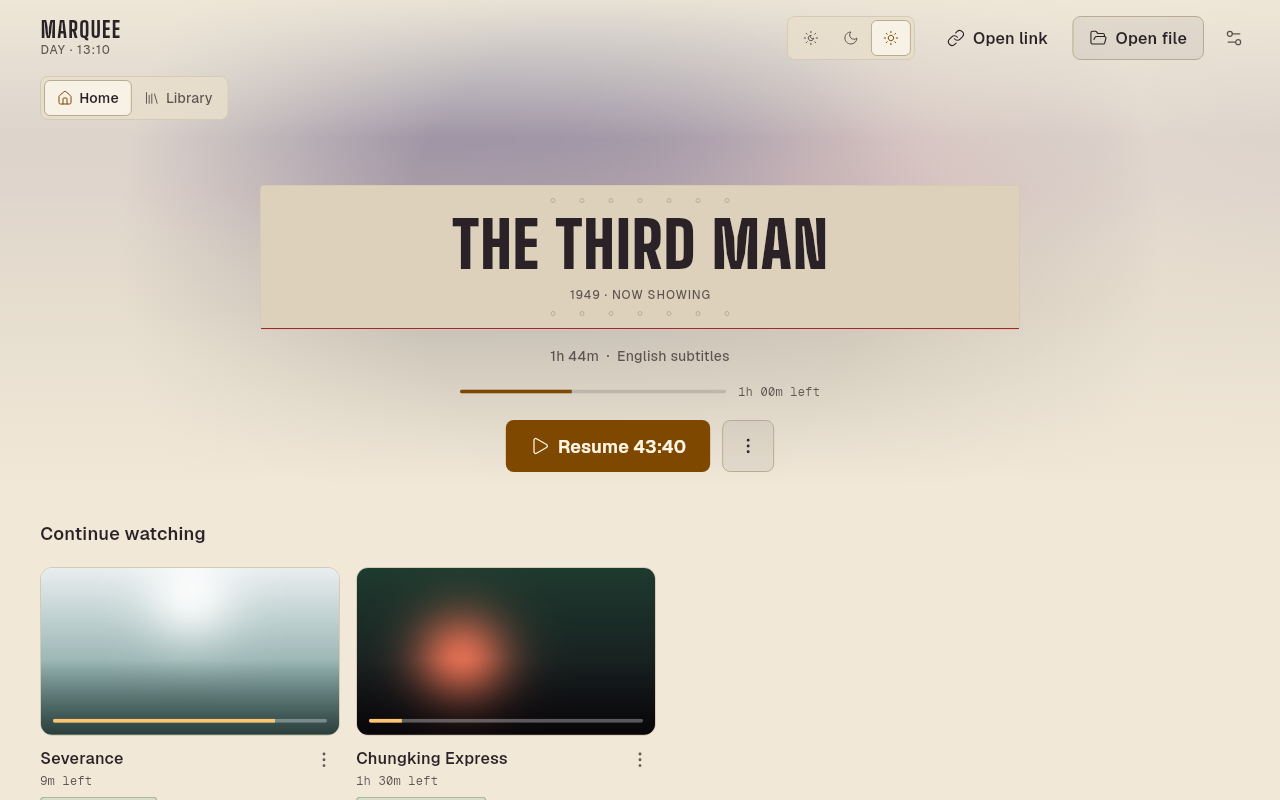 MARQUEE
DAY · 13:10
Open link
Open file
Home
Library
THE THIRD MAN
1949 · NOW SHOWING
1h 44m · English subtitles
1h 00m left
Resume 43:40
Continue watching
Severance
9m left
Chungking Express
1h 30m left